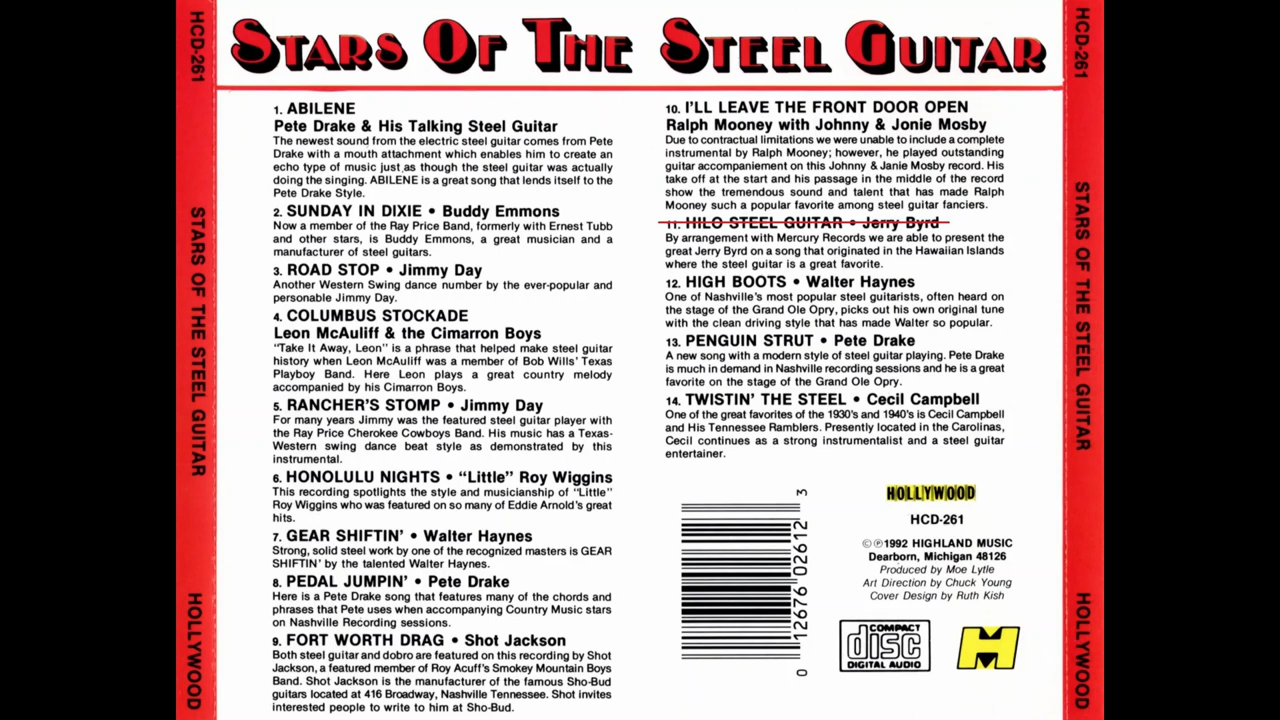 STARS OF THE STEEL GUITAR
HCD-261
STARS OF THE STEEL GUITAR
HOLLYWOOD
1. ABILENE
Pete Drake & His Talking Steel Guitar
The newest sound from the electric steel guitar comes from Pete
Drake with a mouth attachment which enables him to create an
echo type of music just as though the steel guitar was actually
doing the singing. ABILENE is a great song that lends itself to the
Pete Drake Style.
2. SUNDAY IN DIXIE • Buddy Emmons
Now a member of the Ray Price Band, formerly with Ernest Tubb
and other stars, is Buddy Emmons, a great musician and a
manufacturer of steel guitars.
3. ROAD STOP • Jimmy Day
Another Western Swing dance number by the ever-popular and
personable Jimmy Day.
4. COLUMBUS STOCKADE
Leon McAuliff & the Cimarron Boys
"Take It Away, Leon" is a phrase that helped make steel guitar
history when Leon McAuliff was a member of Bob Wills' Texas
Playboy Band. Here Leon plays a great country melody
accompanied by his Cimarron Boys.
5. RANCHER'S STOMP • Jimmy Day
For many years Jimmy was the featured steel guitar player with
the Ray Price Cherokee Cowboys Band. His music has a Texas-
Western swing dance beat style as demonstrated by this
instrumental.
6. HONOLULU NIGHTS • "Little" Roy Wiggins
This recording spotlights the style and musicianship of "Little"
Roy Wiggins who was featured on so many of Eddie Arnold's great
hits.
7. GEAR SHIFTIN' • Walter Haynes
Strong, solid steel work by one of the recognized masters is GEAR
SHIFTIN' by the talented Walter Haynes.
8. PEDAL JUMPIN' • Pete Drake
Here is a Pete Drake song that features many of the chords and
phrases that Pete uses when accompanying Country Music stars
on Nashville Recording sessions.
9. FORT WORTH DRAG • Shot Jackson
Both steel guitar and dobro are featured on this recording by Shot
Jackson, a featured member of Roy Acuff's Smokey Mountain Boys
Band. Shot Jackson is the manufacturer of the famous Sho-Bud
guitars located at 416 Broadway, Nashville Tennessee. Shot invites
interested people to write to him at Sho-Bud.
10. I'LL LEAVE THE FRONT DOOR OPEN
Ralph Mooney with Johnny & Jonie Mosby
Due to contractual limitations we were unable to include a complete
instrumental by Ralph Mooney; however, he played outstanding
guitar accompaniement on this Johnny & Janie Mosby record. His
take off at the start and his passage in the middle of the record
show the tremendous sound and talent that has made Ralph
Mooney such a popular favorite among steel guitar fanciers.
11. HILO STEEL GUITAR • Jerry Byrd
By arrangement with Mercury Records we are able to present the
great Jerry Byrd on a song that originated in the Hawaiian Islands
where the steel guitar is a great favorite.
12. HIGH BOOTS • Walter Haynes
One of Nashville's most popular steel guitarists, often heard on
the stage of the Grand Ole Opry, picks out his own original tune
with the clean driving style that has made Walter so popular.
13. PENGUIN STRUT • Pete Drake
A new song with a modern style of steel guitar playing. Pete Drake
is much in demand in Nashville recording sessions and he is a great
favorite on the stage of the Grand Ole Opry.
14. TWISTIN' THE STEEL • Cecil Campbell
One of the great favorites of the 1930's and 1940's is Cecil Campbell
and His Tennessee Ramblers. Presently located in the Carolinas,
Cecil continues as a strong instrumentalist and a steel guitar
entertainer.
0 12676 02612 3
HOLLYWOOD
HCD-261
©℗1992 HIGHLAND MUSIC
Dearborn, Michigan 48126
Produced by Moe Lytle
Art Direction by Chuck Young
Cover Design by Ruth Kish
COMPACT
disc
DIGITAL AUDIO
HCD-261
STARS OF THE STEEL GUITAR
HOLLYWOOD